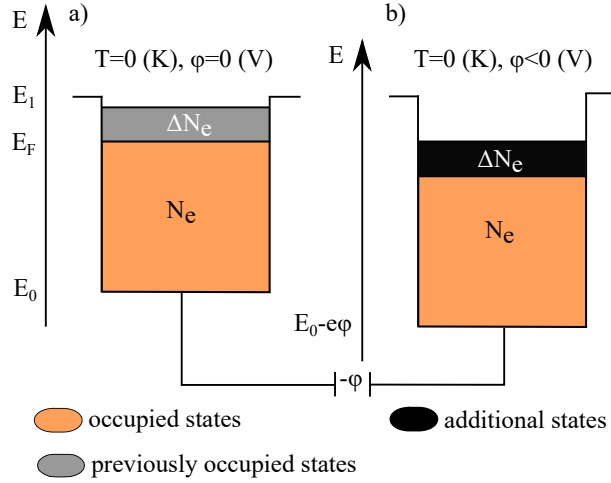 E
a)
T=0 (K), φ=0 (V)
E₁
ΔNₑ
E_F
Nₑ
E₀
b)
E
T=0 (K), φ<0 (V)
ΔNₑ
Nₑ
E₀-eφ
-φ
occupied states
additional states
previously occupied states